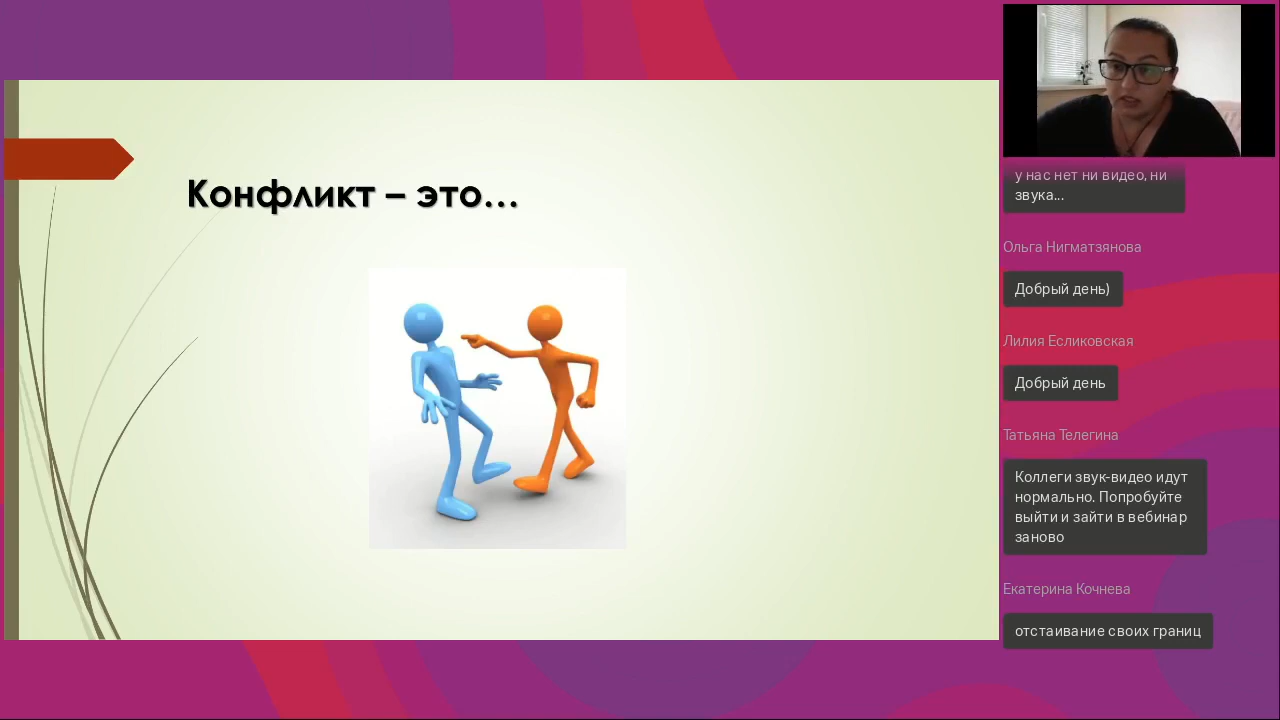 Конфликт – это...
у нас нет ни видео, ни
звука...
Ольга Нигматзянова
Добрый день)
Лилия Есликовская
Добрый день
Татьяна Телегина
Коллеги звук-видео идут
нормально. Попробуйте
выйти и зайти в вебинар
заново
Екатерина Кочнева
отстаивание своих границ